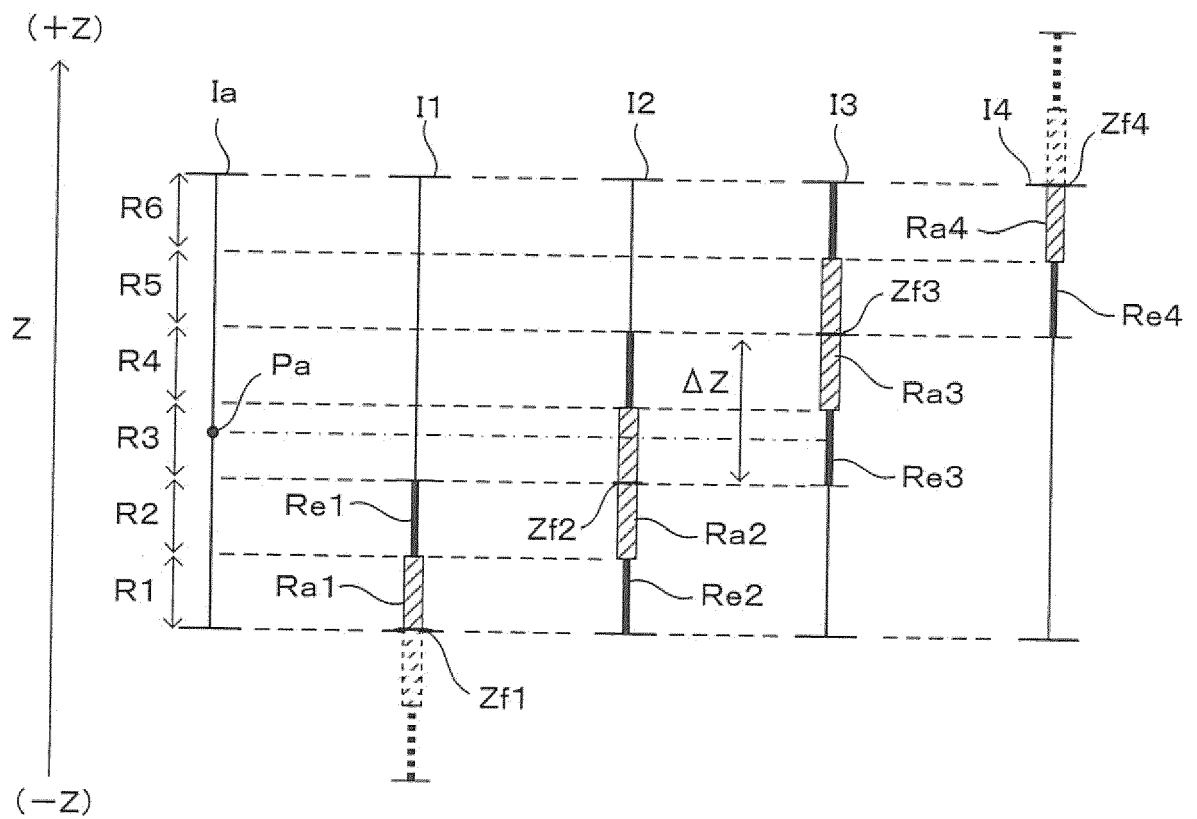 (+Z)
Ia
I1
I2
I3
I4
Zf4
R6
Ra4
R5
Zf3
Re4
Z
R4
Pa
ΔZ
Ra3
R3
Re3
Re1
R2
Zf2
Ra2
R1
Ra1
Re2
Zf1
(−Z)